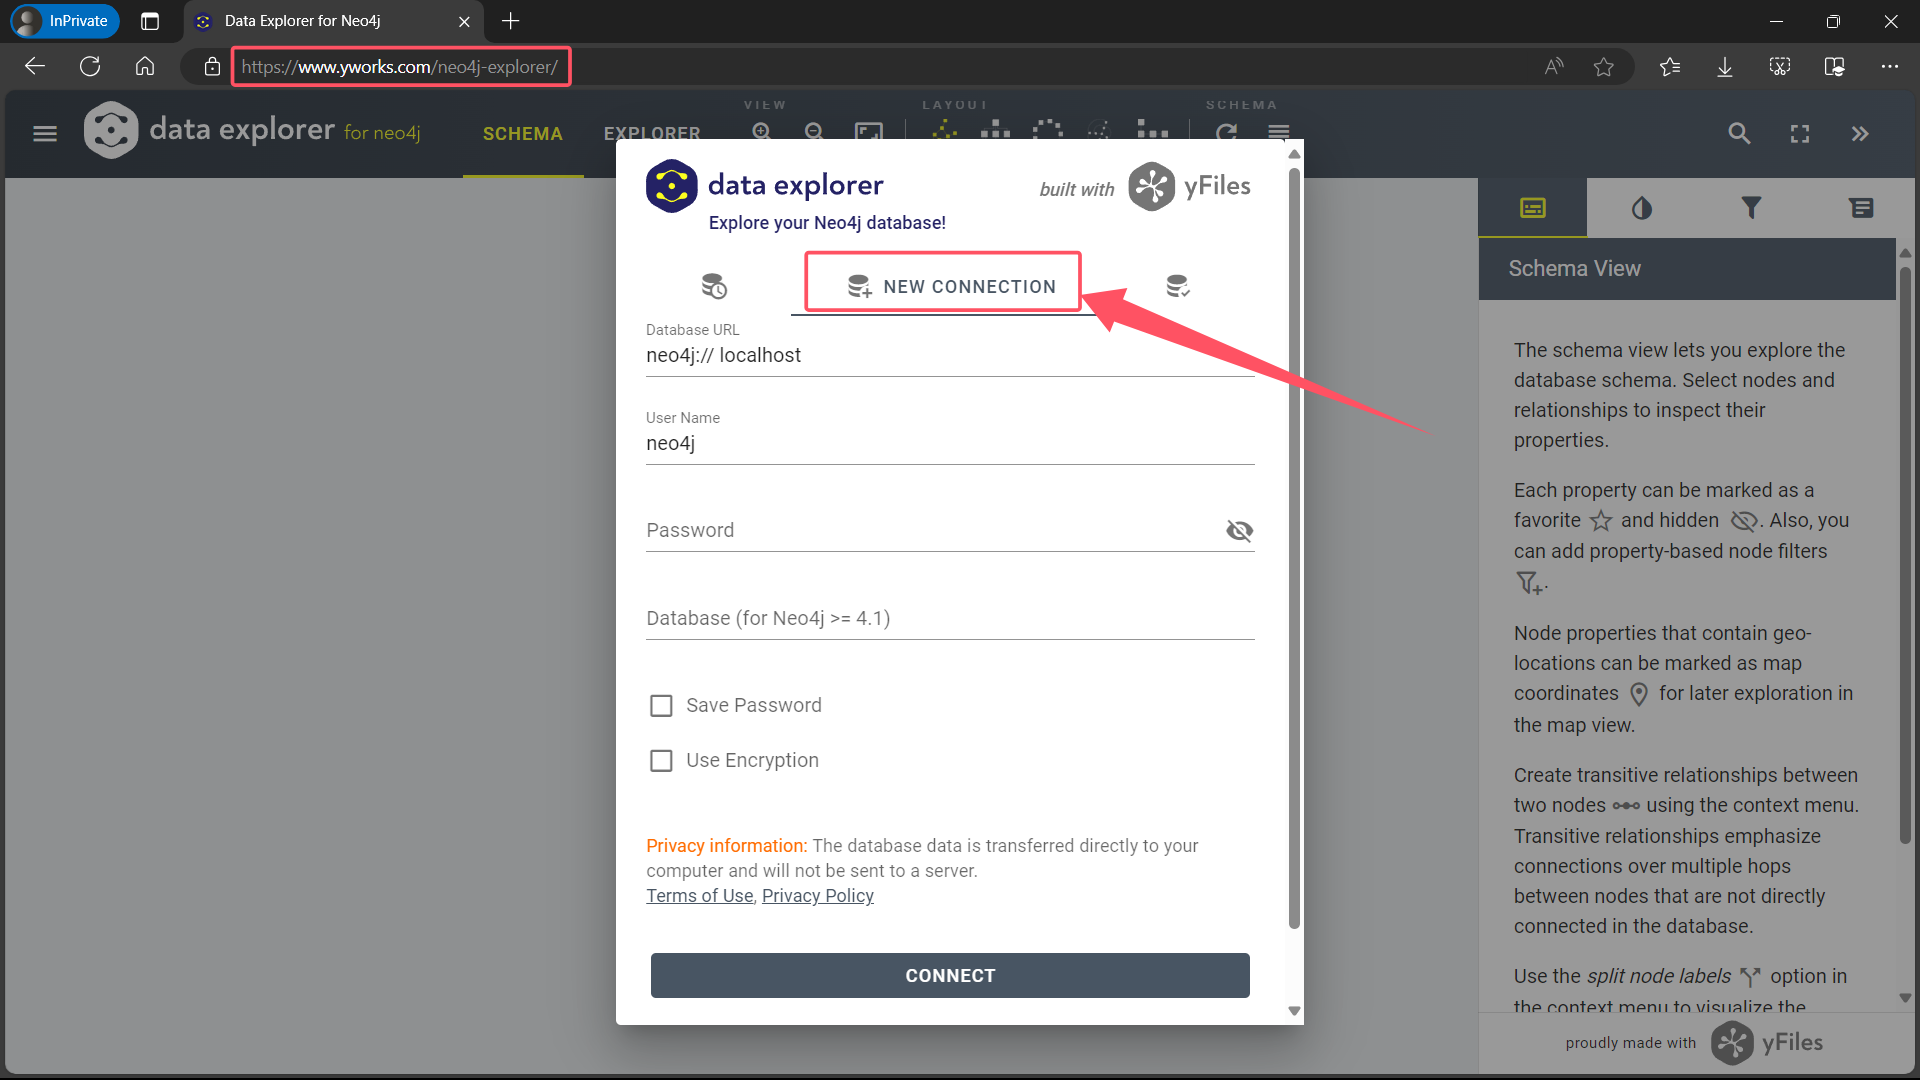 InPrivate
Data Explorer for Neo4j
https://www.yworks.com/neo4j-explorer/
data explorer for neo4j
SCHEMA
EXPLORER
VIEW
LAYOUT
SCHEMA
data explorer
Explore your Neo4j database!
built with
yFiles
NEW CONNECTION
Database URL
neo4j:// localhost
User Name
neo4j
Password
Database (for Neo4j >= 4.1)
Save Password
Use Encryption
Privacy information: The database data is transferred directly to your
computer and will not be sent to a server.
Terms of Use, Privacy Policy
CONNECT
Schema View
The schema view lets you explore the
database schema. Select nodes and
relationships to inspect their
properties.
Each property can be marked as a
favorite and hidden . Also, you
can add property-based node filters
.
Node properties that contain geo-
locations can be marked as map
coordinates for later exploration in
the map view.
Create transitive relationships between
two nodes using the context menu.
Transitive relationships emphasize
connections over multiple hops
between nodes that are not directly
connected in the database.
Use the split node labels option in
the context menu to visualize the
proudly made with
yFiles